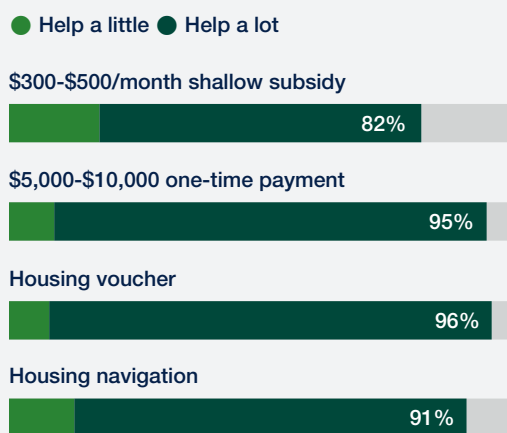 Help a little Help a lot
$300-$500/month shallow subsidy
82%
$5,000-$10,000 one-time payment
95%
Housing voucher
96%
Housing navigation
91%